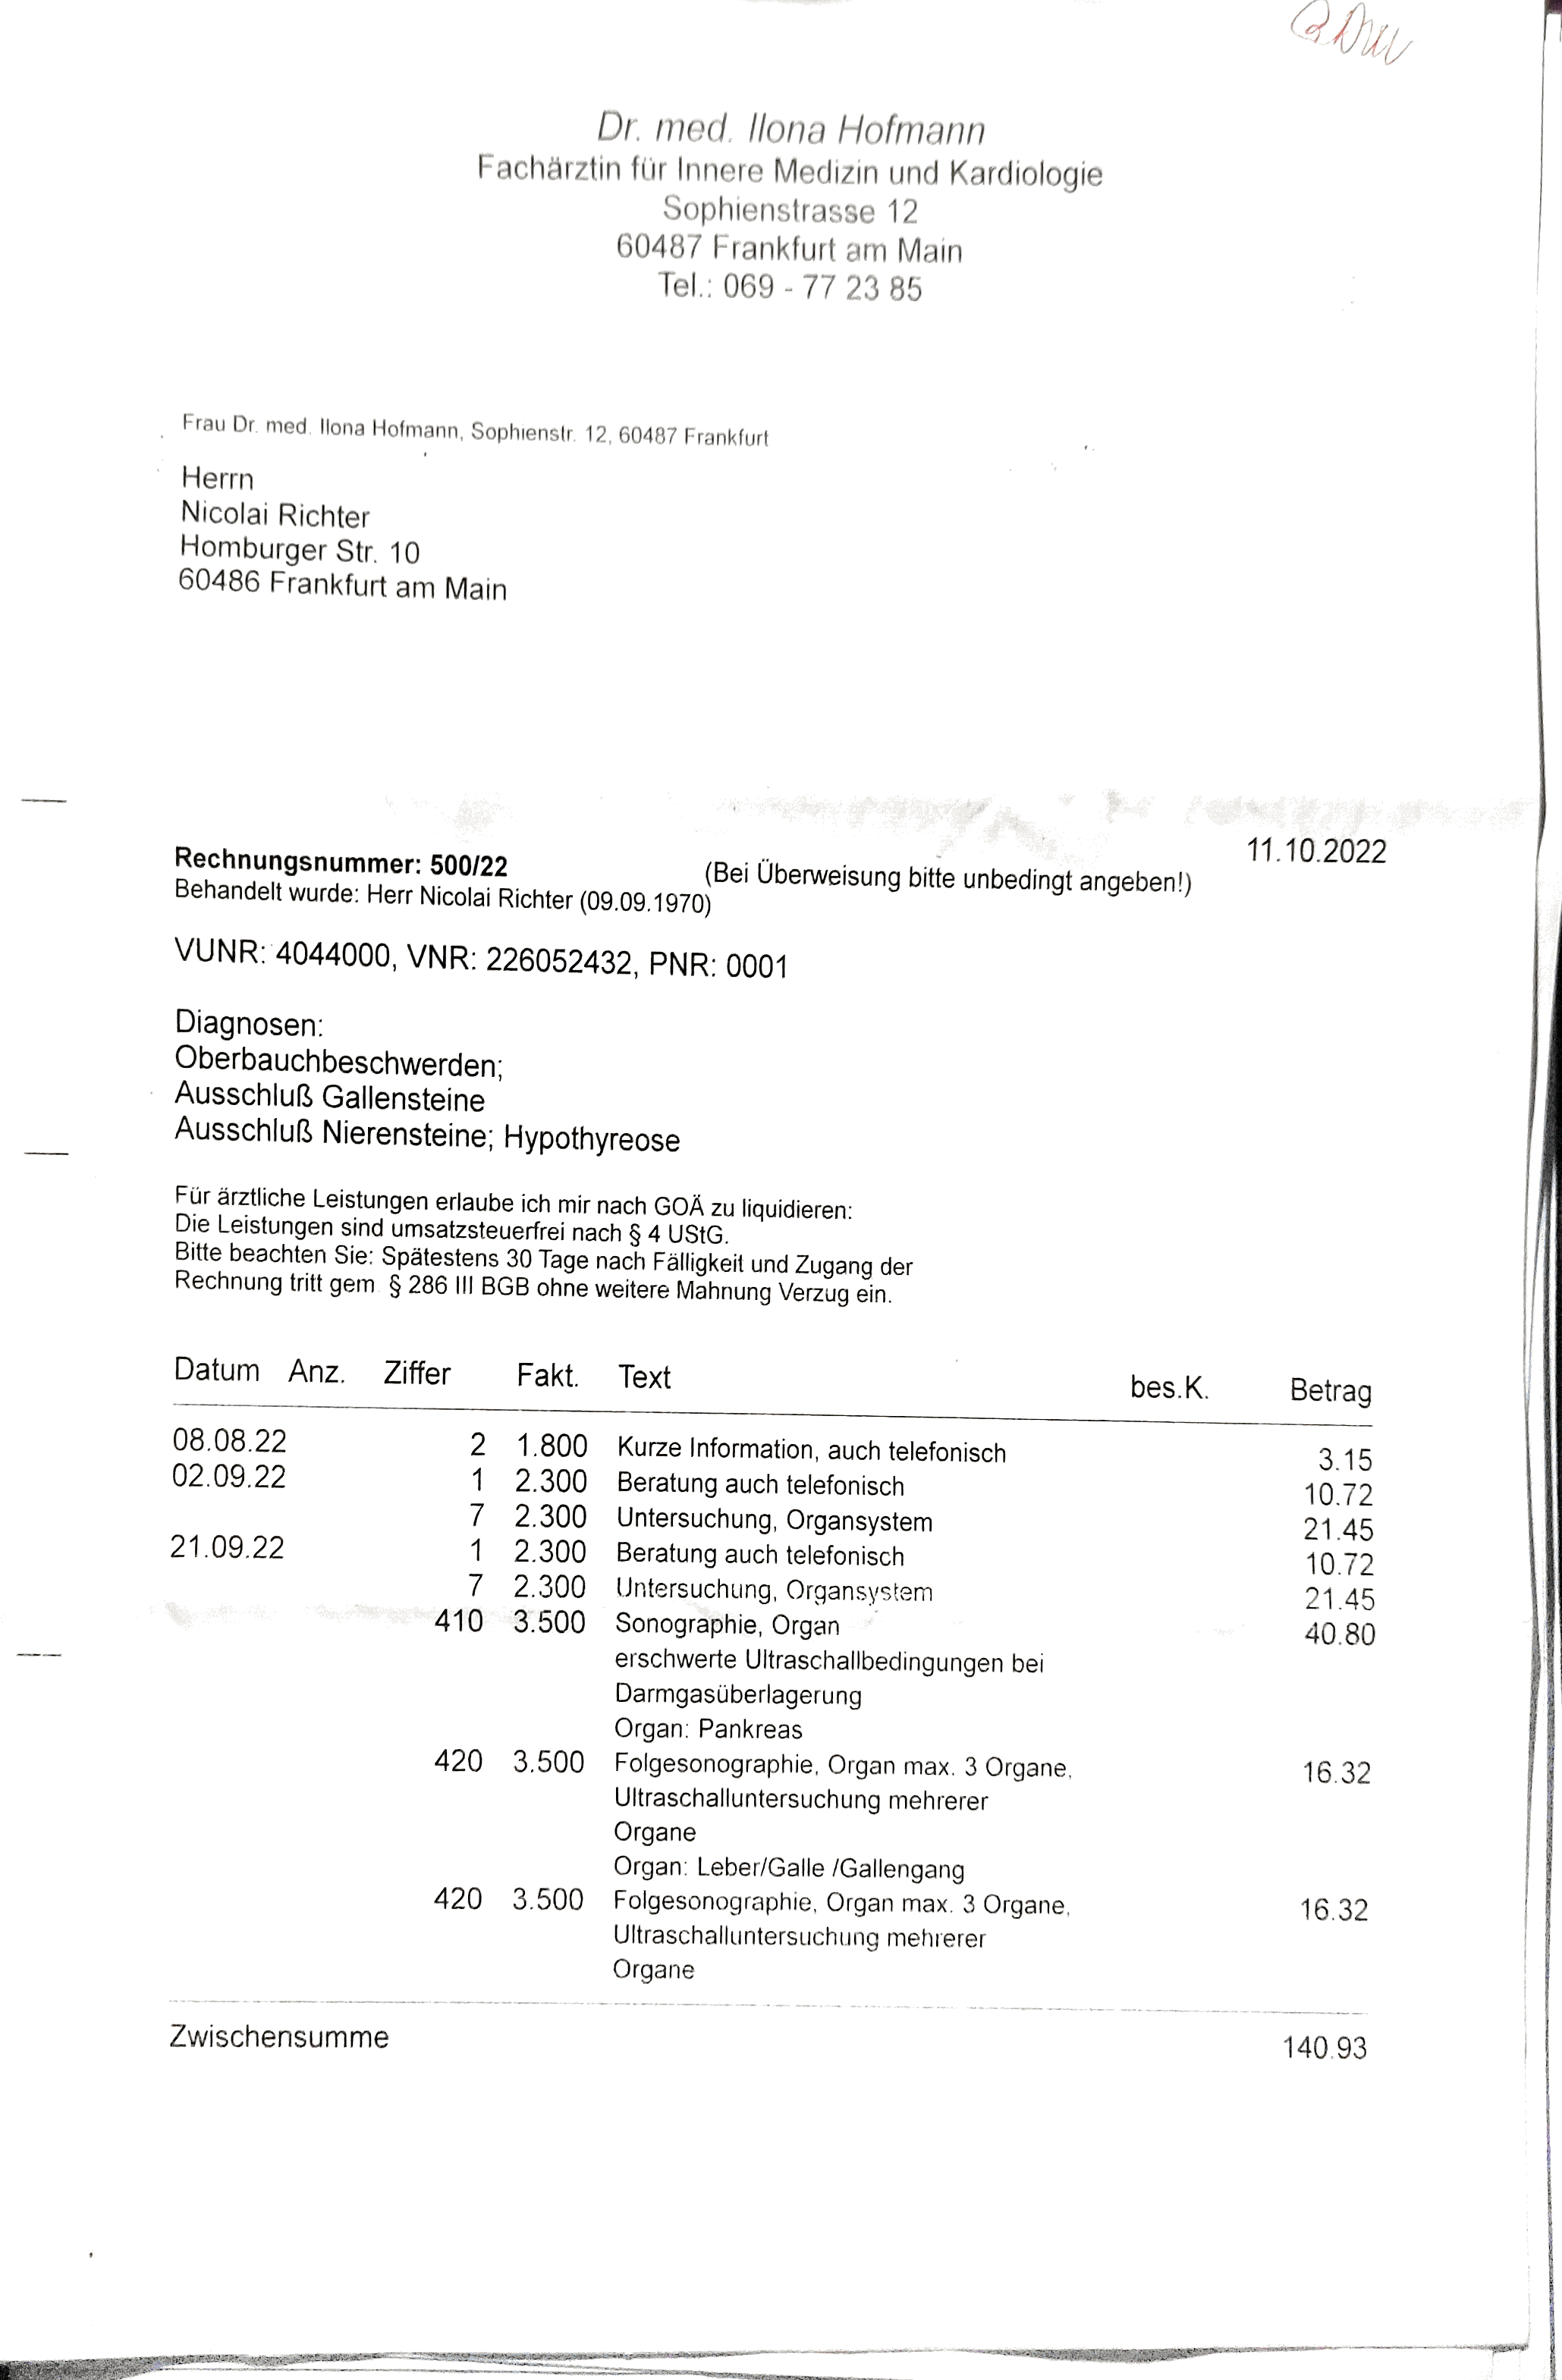 Dr. med. Ilona Hofmann
Fachärztin für Innere Medizin und Kardiologie
Sophienstrasse 12
60487 Frankfurt am Main
Tel.: 069 - 77 23 85
Frau Dr. med. Ilona Hofmann, Sophienstr. 12, 60487 Frankfurt
Herrn
Nicolai Richter
Homburger Str. 10
60486 Frankfurt am Main
11.10.2022
Rechnungsnummer: 500/22 (Bei Überweisung bitte unbedingt angeben!)
Behandelt wurde: Herr Nicolai Richter (09.09.1970)
VUNR: 4044000, VNR: 226052432, PNR: 0001
Diagnosen:
Oberbauchbeschwerden;
Ausschluß Gallensteine
Ausschluß Nierensteine; Hypothyreose
Für ärztliche Leistungen erlaube ich mir nach GOÄ zu liquidieren:
Die Leistungen sind umsatzsteuerfrei nach § 4 UStG.
Bitte beachten Sie: Spätestens 30 Tage nach Fälligkeit und Zugang der
Rechnung tritt gem. § 286 III BGB ohne weitere Mahnung Verzug ein.
Datum Anz. Ziffer Fakt. Text bes.K. Betrag
08.08.22 2 1.800 Kurze Information, auch telefonisch 3.15
02.09.22 1 2.300 Beratung auch telefonisch 10.72
7 2.300 Untersuchung, Organsystem 21.45
21.09.22 1 2.300 Beratung auch telefonisch 10.72
7 2.300 Untersuchung, Organsystem 21.45
410 3.500 Sonographie, Organ 40.80
erschwerte Ultraschallbedingungen bei
Darmgasüberlagerung
Organ: Pankreas
420 3.500 Folgesonographie, Organ max. 3 Organe, 16.32
Ultraschalluntersuchung mehrerer
Organe
Organ: Leber/Galle /Gallengang
420 3.500 Folgesonographie, Organ max. 3 Organe, 16.32
Ultraschalluntersuchung mehrerer
Organe
Zwischensumme 140.93